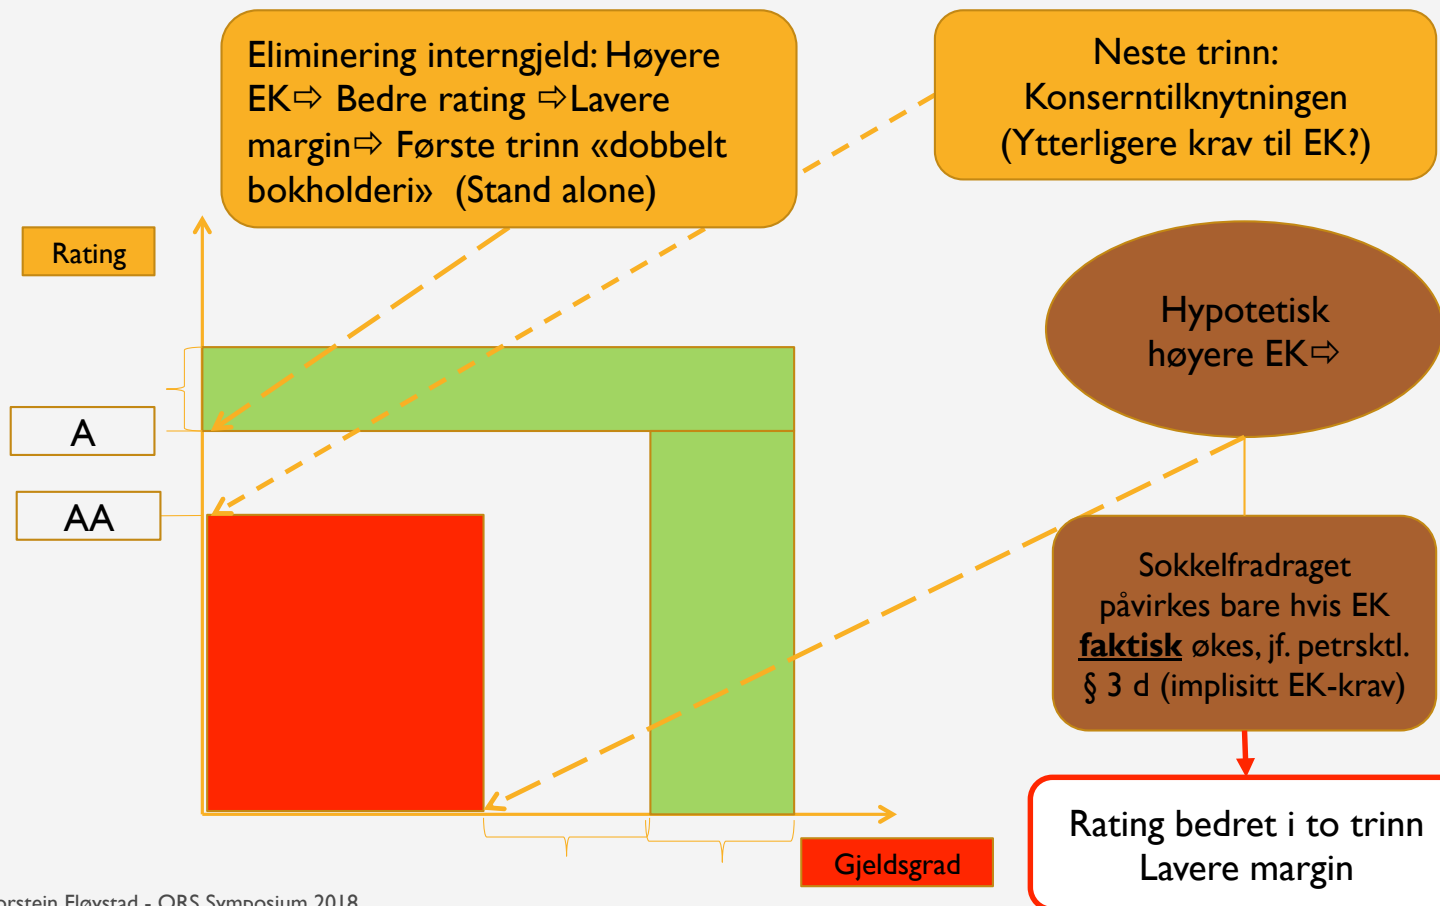 Eliminering interngjeld: Høyere
EK⇨ Bedre rating ⇨Lavere
margin⇨ Første trinn «dobbelt
bokholderi» (Stand alone)
Neste trinn:
Konserntilknytningen
(Ytterligere krav til EK?)
Rating
Hypotetisk
høyere EK⇨
A
AA
Sokkelfradraget
påvirkes bare hvis EK
faktisk økes, jf. petrsktl.
§ 3 d (implisitt EK-krav)
Rating bedret i to trinn
Lavere margin
Gjeldsgrad
Fløystad - ORS Symposium 2018